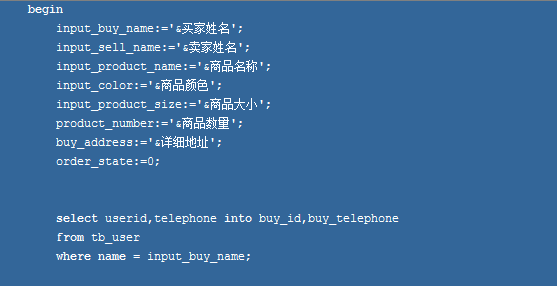 begin
input_buy_name:='&买家姓名';
input_sell_name:='&卖家姓名';
input_product_name:='&商品名称';
input_color:='&商品颜色';
input_product_size:='&商品大小';
product_number:='&商品数量';
buy_address:='&详细地址';
order_state:=0;
select userid,telephone into buy_id,buy_telephone
from tb_user
where name = input_buy_name;